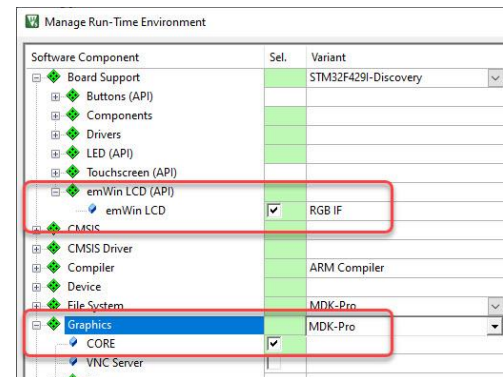 Manage Run-Time Environment
Software Component Sel. Variant
Board Support STM32F429I-Discovery
Buttons (API)
Components
Drivers
LED (API)
Touchscreen (API)
emWin LCD (API)
emWin LCD RGB IF
CMSIS
CMSIS Driver
Compiler ARM Compiler
Device
File System MDK-Pro
Graphics MDK-Pro
CORE
VNC Server